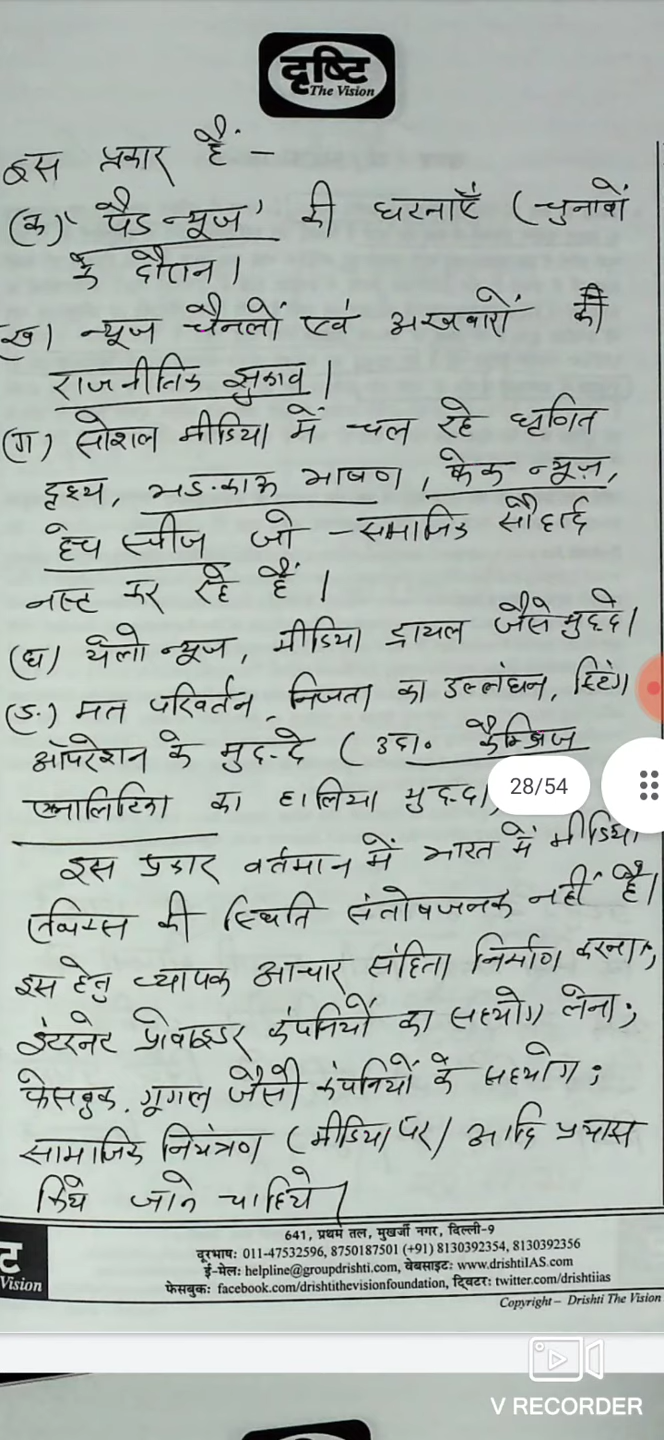 दृष्टि
The Vision
इस प्रकार हैं -
(क) 'पैड न्यूज' की घटनाएँ (चुनावों
के दौरान।
(ख) न्यूज चैनलों एवं अखबारों की
राजनीतिक झुकाव।
(ग) सोशल मीडिया में चल रहे घृणित
दृश्य, भड़काऊ भाषण, फेक न्यूज़,
हेच स्पीज जो समाजिक सौहार्द
नष्ट कर रहे हैं।
(घ) येलो न्यूज, मीडिया ट्रायल जैसे मुद्दे।
(ङ) मत परिवर्तन, निजता का उल्लंघन, स्टिंग
ऑपरेशन के मुद्दे (उदा० कैम्ब्रिज
एनालिटिका का हालिया मुद्दा)
28/54
इस प्रकार वर्तमान में भारत में मीडिया
एथिक्स की स्थिति संतोषजनक नहीं है।
इस हेतु व्यापक आचार संहिता निर्माण करना;
इंटरनेट प्रोवाइडर कंपनियों का सहयोग लेना;
फेसबुक, गूगल जैसी कंपनियों के सहयोग;
सामाजिक नियंत्रण (मीडिया पर) आदि प्रयास
किये जाने चाहिये।
641, प्रथम तल, मुखर्जी नगर, दिल्ली-9
दूरभाष: 011-47532596, 8750187501 (+91) 8130392354, 8130392356
ई-मेल: helpline@groupdrishti.com, वेबसाइट: www.drishtiIAS.com
फेसबुक: facebook.com/drishtithevisionfoundation, ट्विटर: twitter.com/drishtiias
Copyright – Drishti The Vision
ट
Vision
V RECORDER